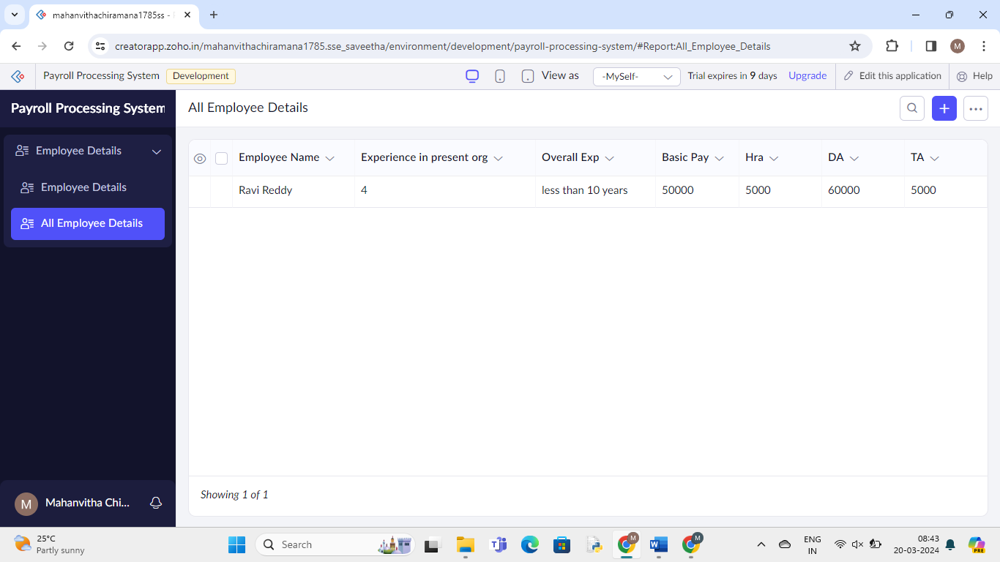 mahanvithachiramana1785ss -
creatorapp.zoho.in/mahanvithachiramana1785.sse_saveetha/environment/development/payroll-processing-system/#Report:All_Employee_Details
M
Payroll Processing System Development View as -MySelf- Trial expires in 9 days Upgrade Edit this application Help
Payroll Processing System
All Employee Details
Employee Details
Employee Details
All Employee Details
Employee Name Experience in present org Overall Exp Basic Pay Hra DA TA
Ravi Reddy 4 less than 10 years 50000 5000 60000 5000
Showing 1 of 1
M Mahanvitha Chi...
25°C
Partly sunny
Search
M
W
M
ENG
IN
08:43
20-03-2024
PRE